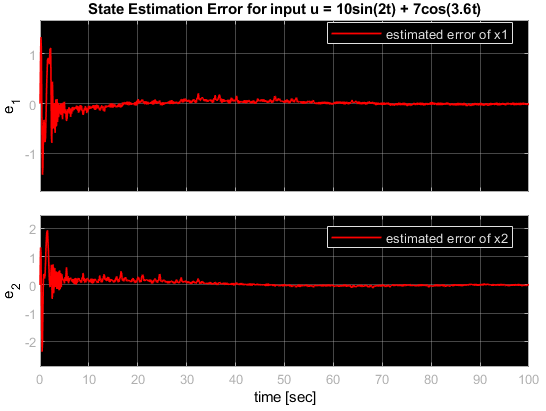 State Estimation Error for input u = 10sin(2t) + 7cos(3.6t)
estimated error of x1
1
0
-1
e1
estimated error of x2
2
1
0
-1
-2
e2
0 10 20 30 40 50 60 70 80 90 100
time [sec]